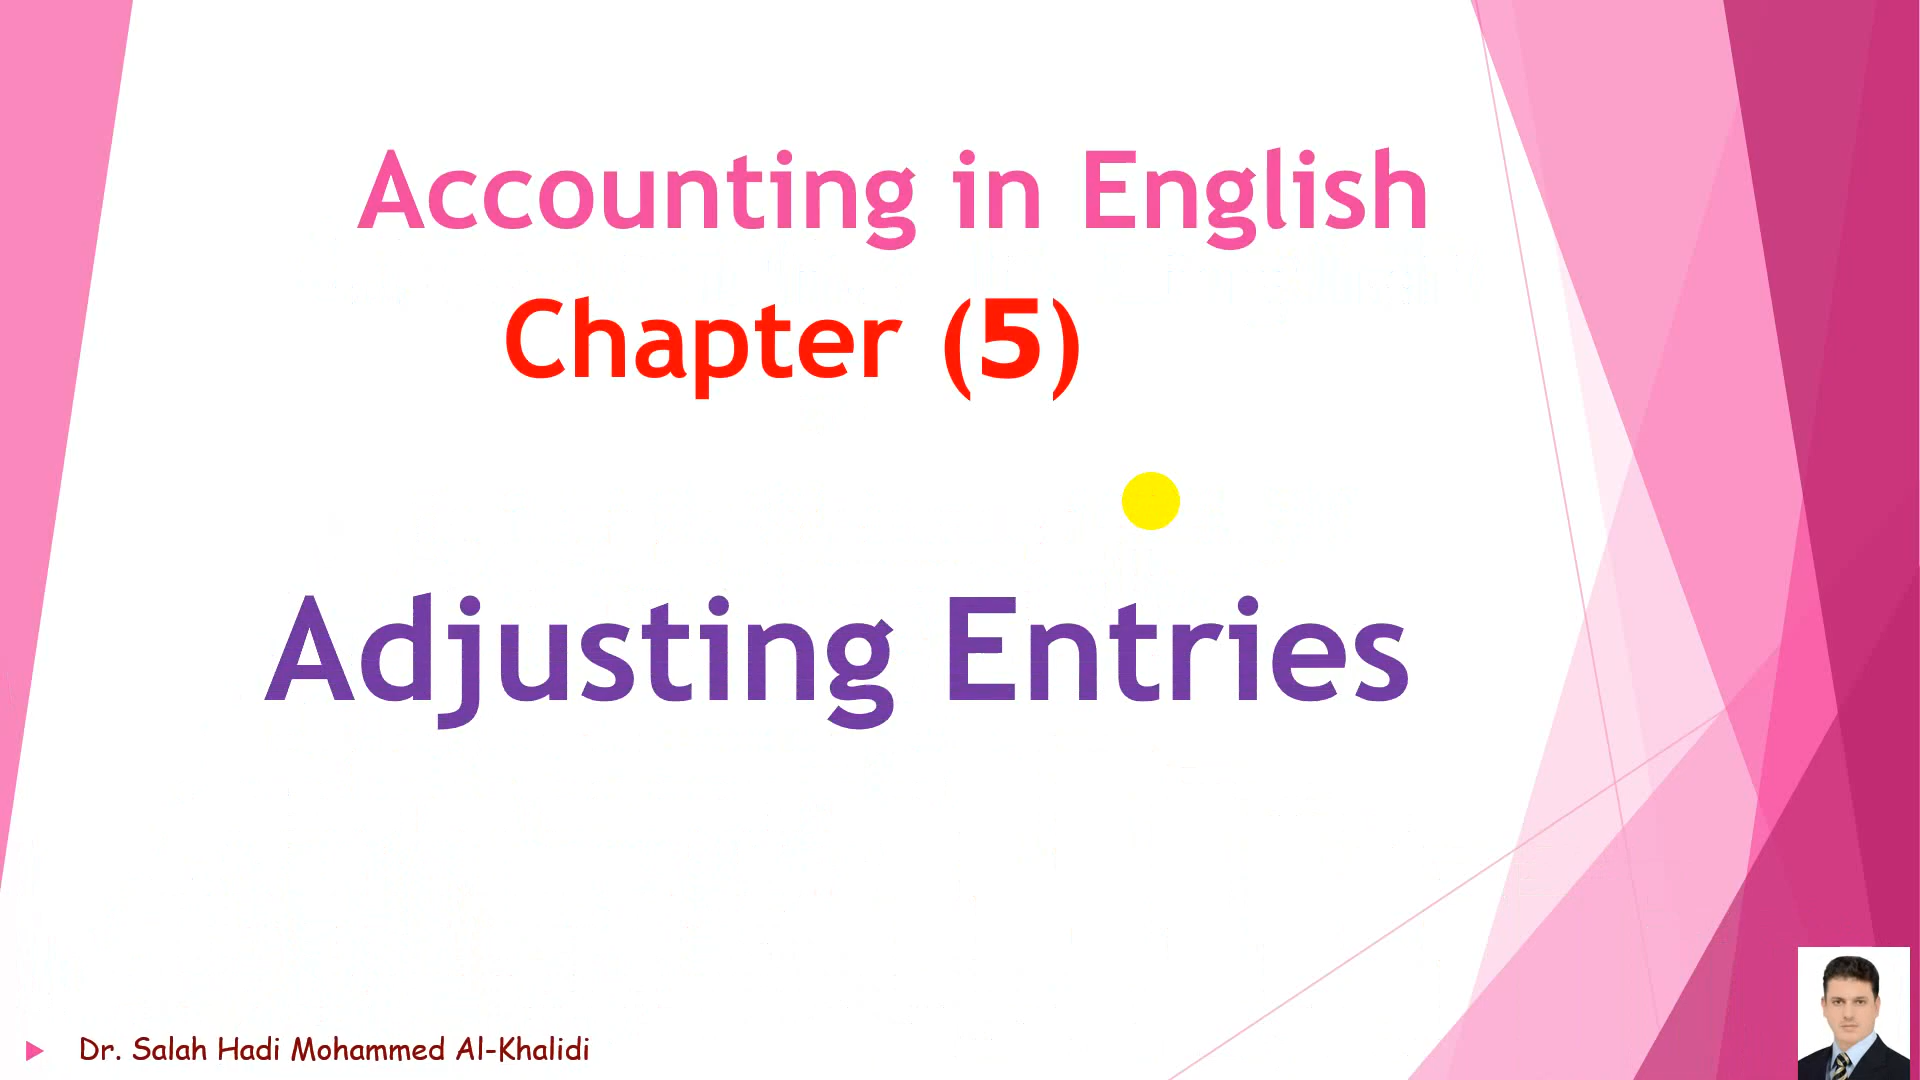 Accounting in English
Chapter (5)
Adjusting Entries
Dr. Salah Hadi Mohammed Al-Khalidi